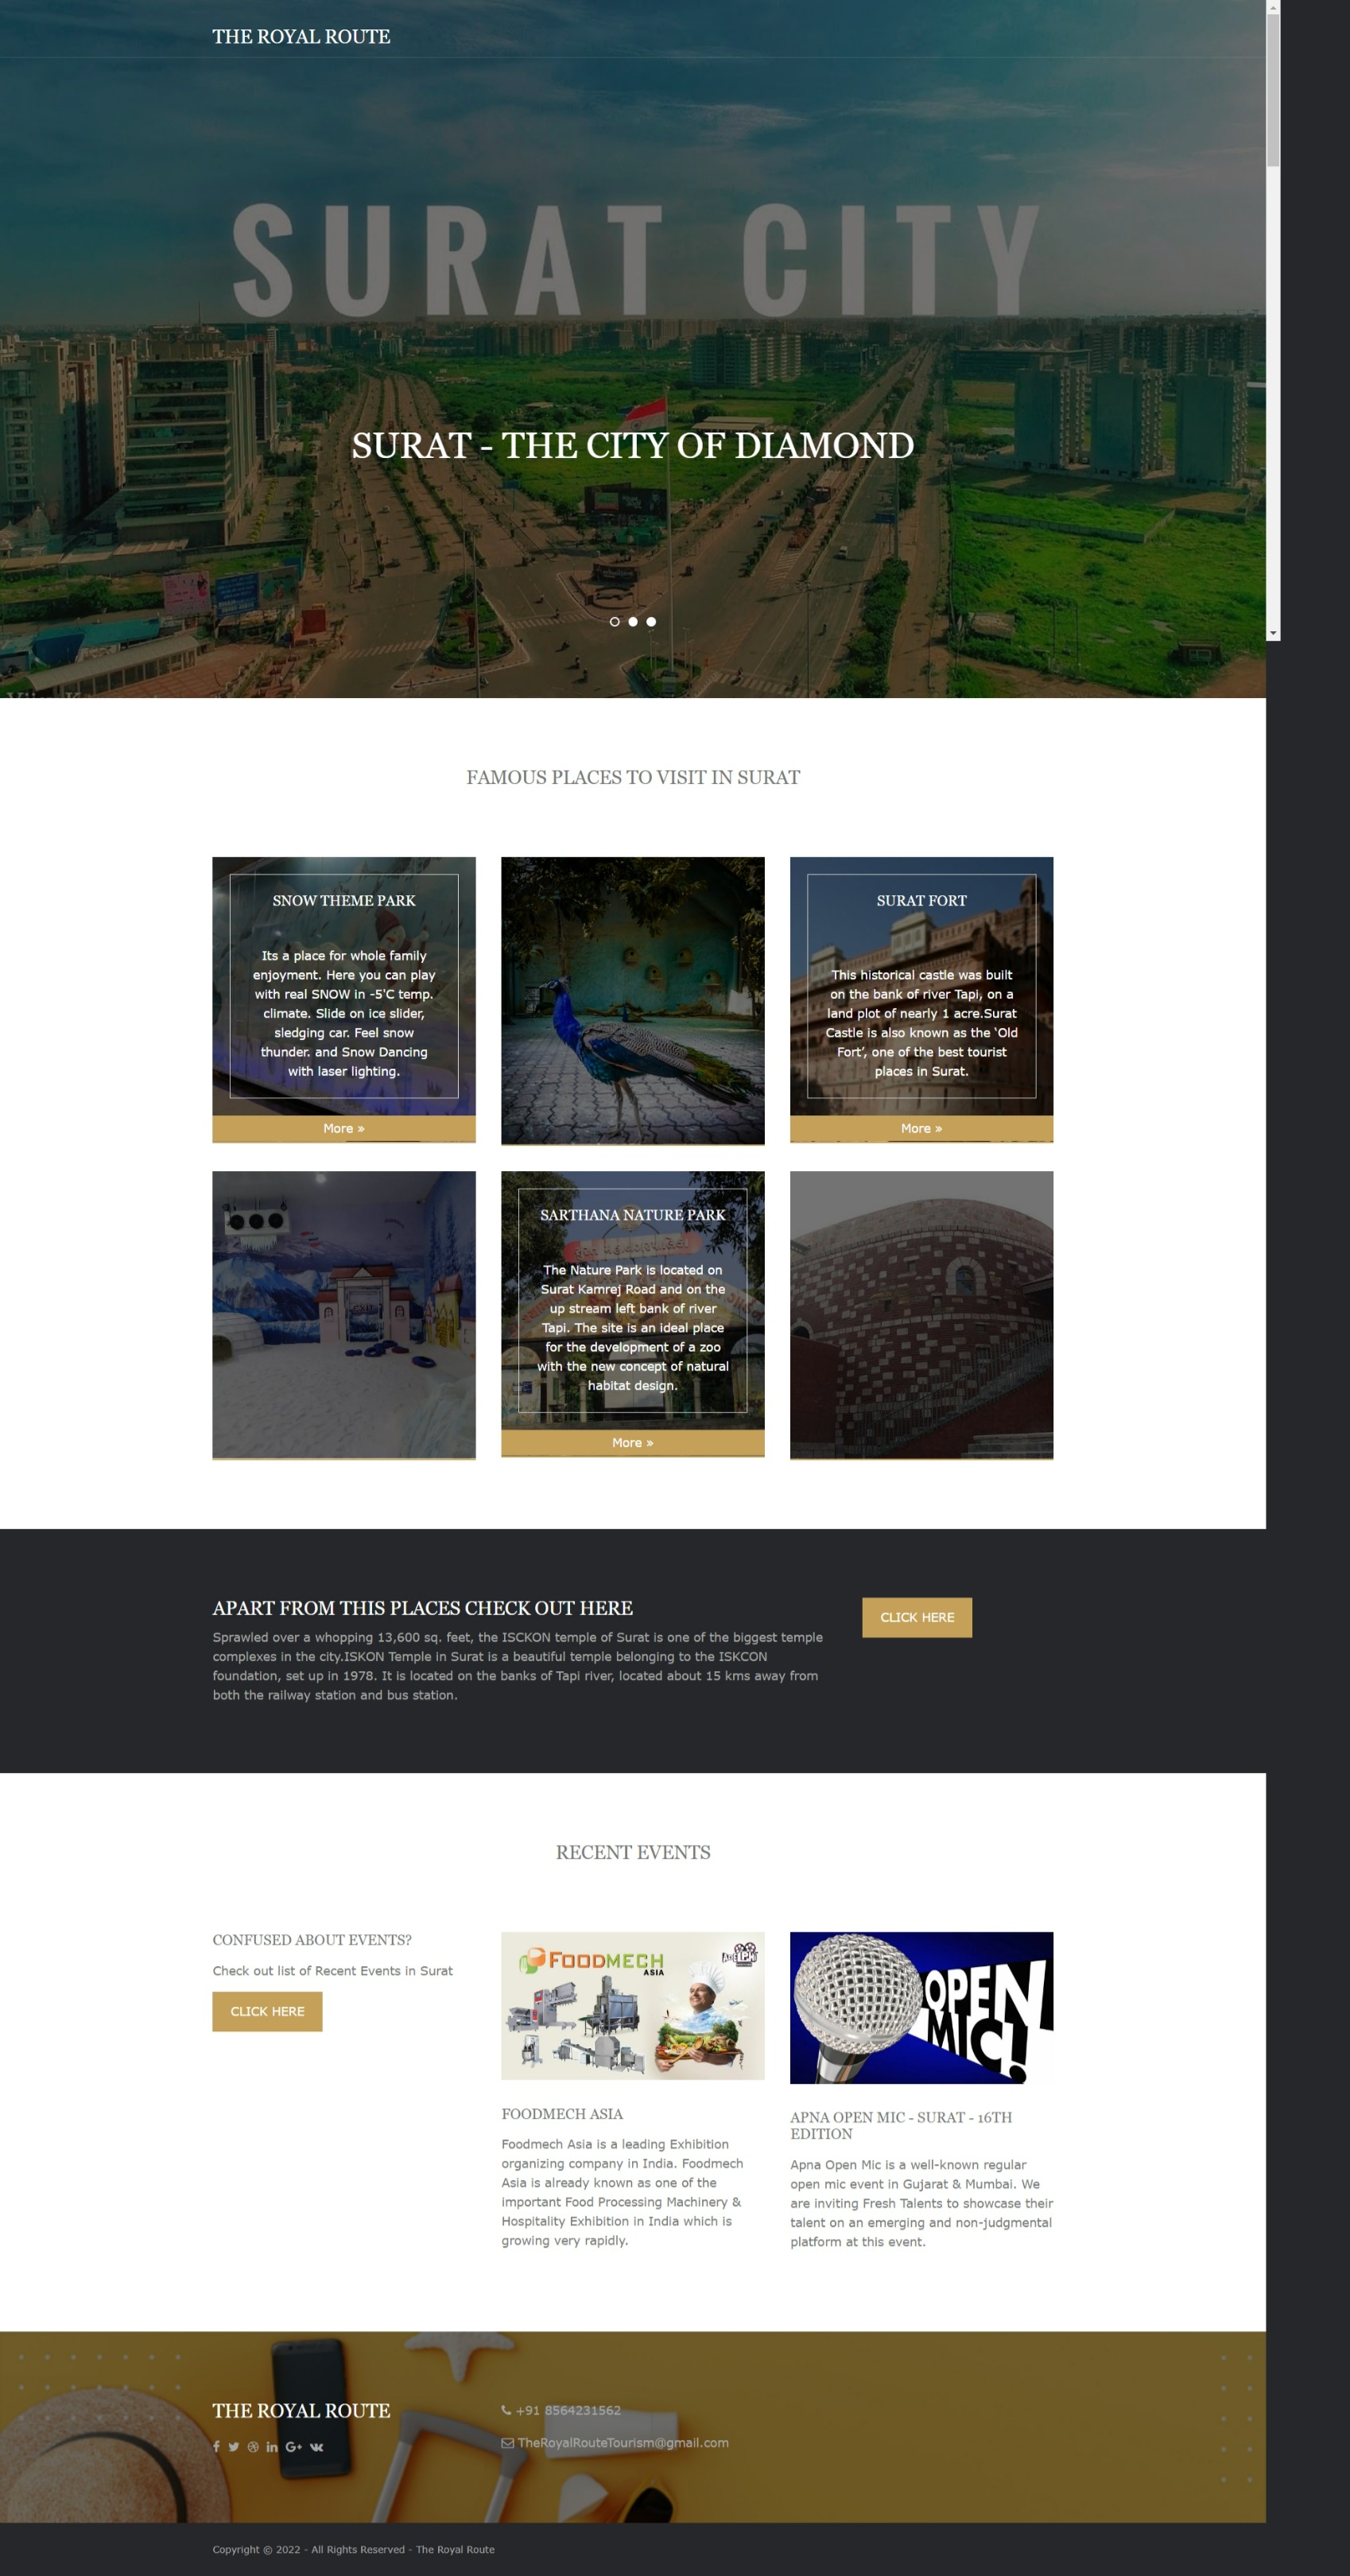 THE ROYAL ROUTE
SURAT CITY
SURAT - THE CITY OF DIAMOND
FAMOUS PLACES TO VISIT IN SURAT
SNOW THEME PARK
Its a place for whole family
enjoyment. Here you can play
with real SNOW in -5'C temp.
climate. Slide on ice slider,
sledging car. Feel snow
thunder. and Snow Dancing
with laser lighting.
More »
SURAT FORT
This historical castle was built
on the bank of river Tapi, on a
land plot of nearly 1 acre.Surat
Castle is also known as the ‘Old
Fort’, one of the best tourist
places in Surat.
More »
SARTHANA NATURE PARK
The Nature Park is located on
Surat Kamrej Road and on the
up stream left bank of river
Tapi. The site is an ideal place
for the development of a zoo
with the new concept of natural
habitat design.
More »
APART FROM THIS PLACES CHECK OUT HERE
Sprawled over a whopping 13,600 sq. feet, the ISCKON temple of Surat is one of the biggest temple
complexes in the city.ISKON Temple in Surat is a beautiful temple belonging to the ISKCON
foundation, set up in 1978. It is located on the banks of Tapi river, located about 15 kms away from
both the railway station and bus station.
CLICK HERE
RECENT EVENTS
CONFUSED ABOUT EVENTS?
Check out list of Recent Events in Surat
CLICK HERE
FOODMECH
ASIA
ADELPHI
FOODMECH ASIA
Foodmech Asia is a leading Exhibition
organizing company in India. Foodmech
Asia is already known as one of the
important Food Processing Machinery &
Hospitality Exhibition in India which is
growing very rapidly.
OPEN
MIC!
APNA OPEN MIC - SURAT - 16TH
EDITION
Apna Open Mic is a well-known regular
open mic event in Gujarat & Mumbai. We
are inviting Fresh Talents to showcase their
talent on an emerging and non-judgmental
platform at this event.
THE ROYAL ROUTE
+91 8564231562
TheRoyalRouteTourism@gmail.com
Copyright © 2022 - All Rights Reserved - The Royal Route